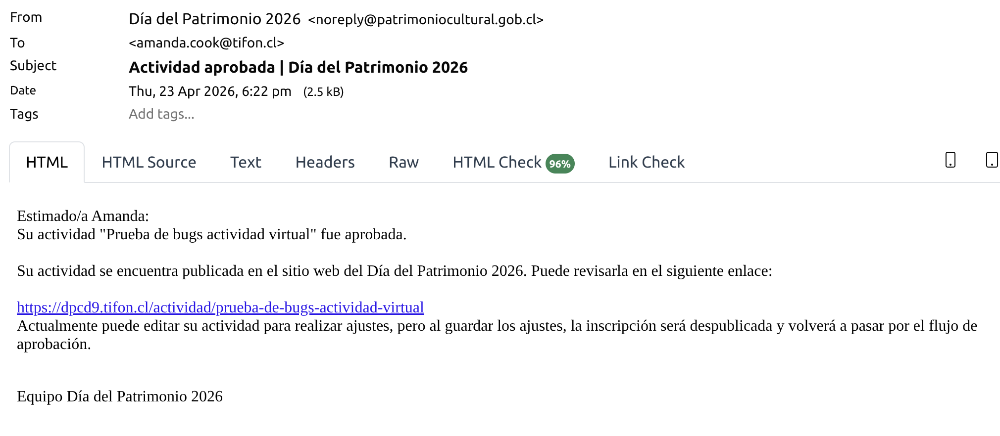 From Día del Patrimonio 2026 <noreply@patrimoniocultural.gob.cl>
To <amanda.cook@tifon.cl>
Subject Actividad aprobada | Día del Patrimonio 2026
Date Thu, 23 Apr 2026, 6:22 pm (2.5 kB)
Tags Add tags...
HTML HTML Source Text Headers Raw HTML Check 96% Link Check
Estimado/a Amanda:
Su actividad "Prueba de bugs actividad virtual" fue aprobada.
Su actividad se encuentra publicada en el sitio web del Día del Patrimonio 2026. Puede revisarla en el siguiente enlace:
https://dpcd9.tifon.cl/actividad/prueba-de-bugs-actividad-virtual
Actualmente puede editar su actividad para realizar ajustes, pero al guardar los ajustes, la inscripción será despublicada y volverá a pasar por el flujo de
aprobación.
Equipo Día del Patrimonio 2026